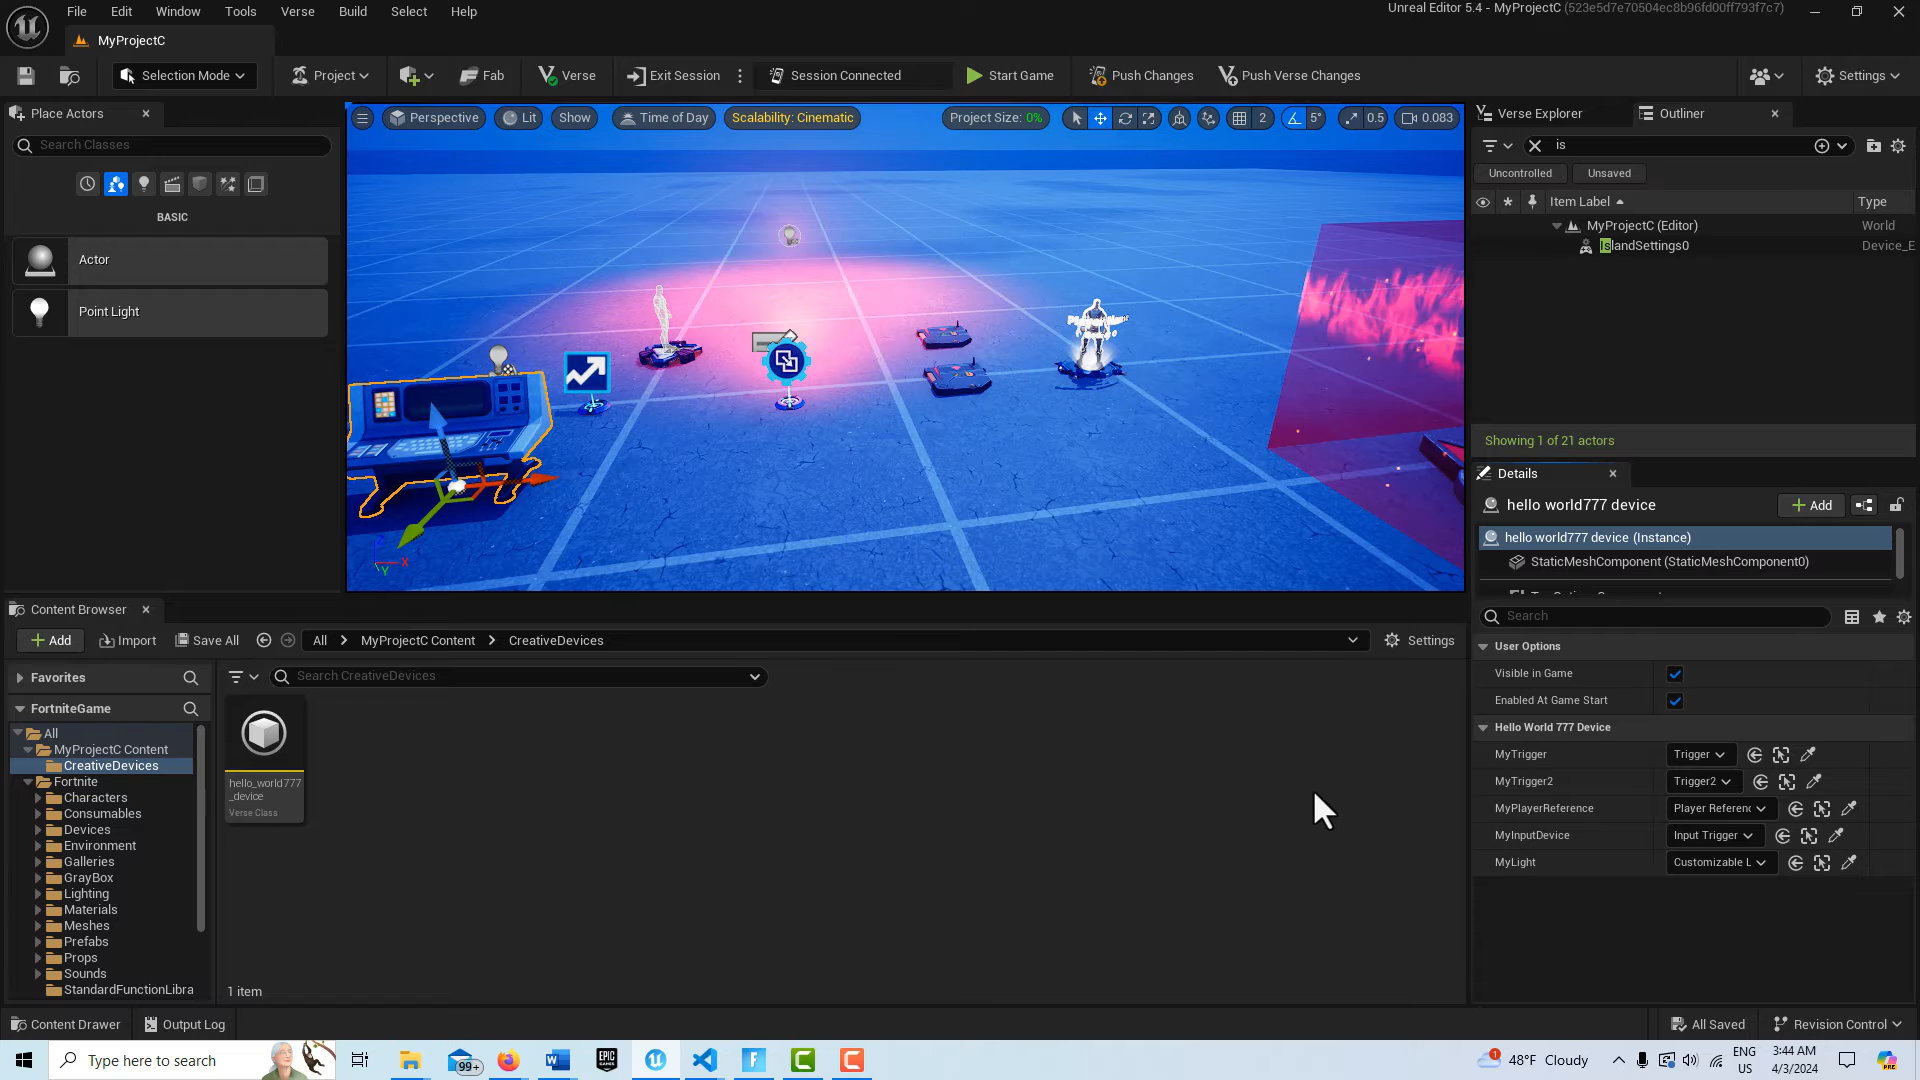 File Edit Window Tools Verse Build Select Help
Unreal Editor 5.4 - MyProjectC (523e5d7e70504ec8b96fd00ff793f7c7)
MyProjectC
Selection Mode Project Fab Verse Exit Session Session Connected Start Game Push Changes Push Verse Changes Settings
Place Actors
Search Classes
BASIC
Actor
Point Light
Perspective Lit Show Time of Day Scalability: Cinematic Project Size: 0% 2 5° 0.5 0.083
X
Y
Verse Explorer Outliner
is
Uncontrolled Unsaved
Item Label Type
MyProjectC (Editor) World
IslandSettings0 Device_E
Showing 1 of 21 actors
Details
hello world777 device Add
hello world777 device (Instance)
StaticMeshComponent (StaticMeshComponent0)
Search
User Options
Visible in Game
Enabled At Game Start
Hello World 777 Device
MyTrigger Trigger
MyTrigger2 Trigger2
MyPlayerReference Player Referenc
MyInputDevice Input Trigger
MyLight Customizable L
Content Browser
Add Import Save All All MyProjectC Content CreativeDevices Settings
Favorites
Search CreativeDevices
FortniteGame
All
MyProjectC Content
CreativeDevices
Fortnite
Characters
Consumables
Devices
Environment
Galleries
GrayBox
Lighting
Materials
Meshes
Prefabs
Props
Sounds
StandardFunctionLibra
hello_world777
_device
Verse Class
1 item
Content Drawer Output Log All Saved Revision Control
Type here to search
99+
EPIC
GAMES
1
48°F Cloudy
ENG
US
3:44 AM
4/3/2024
PRE